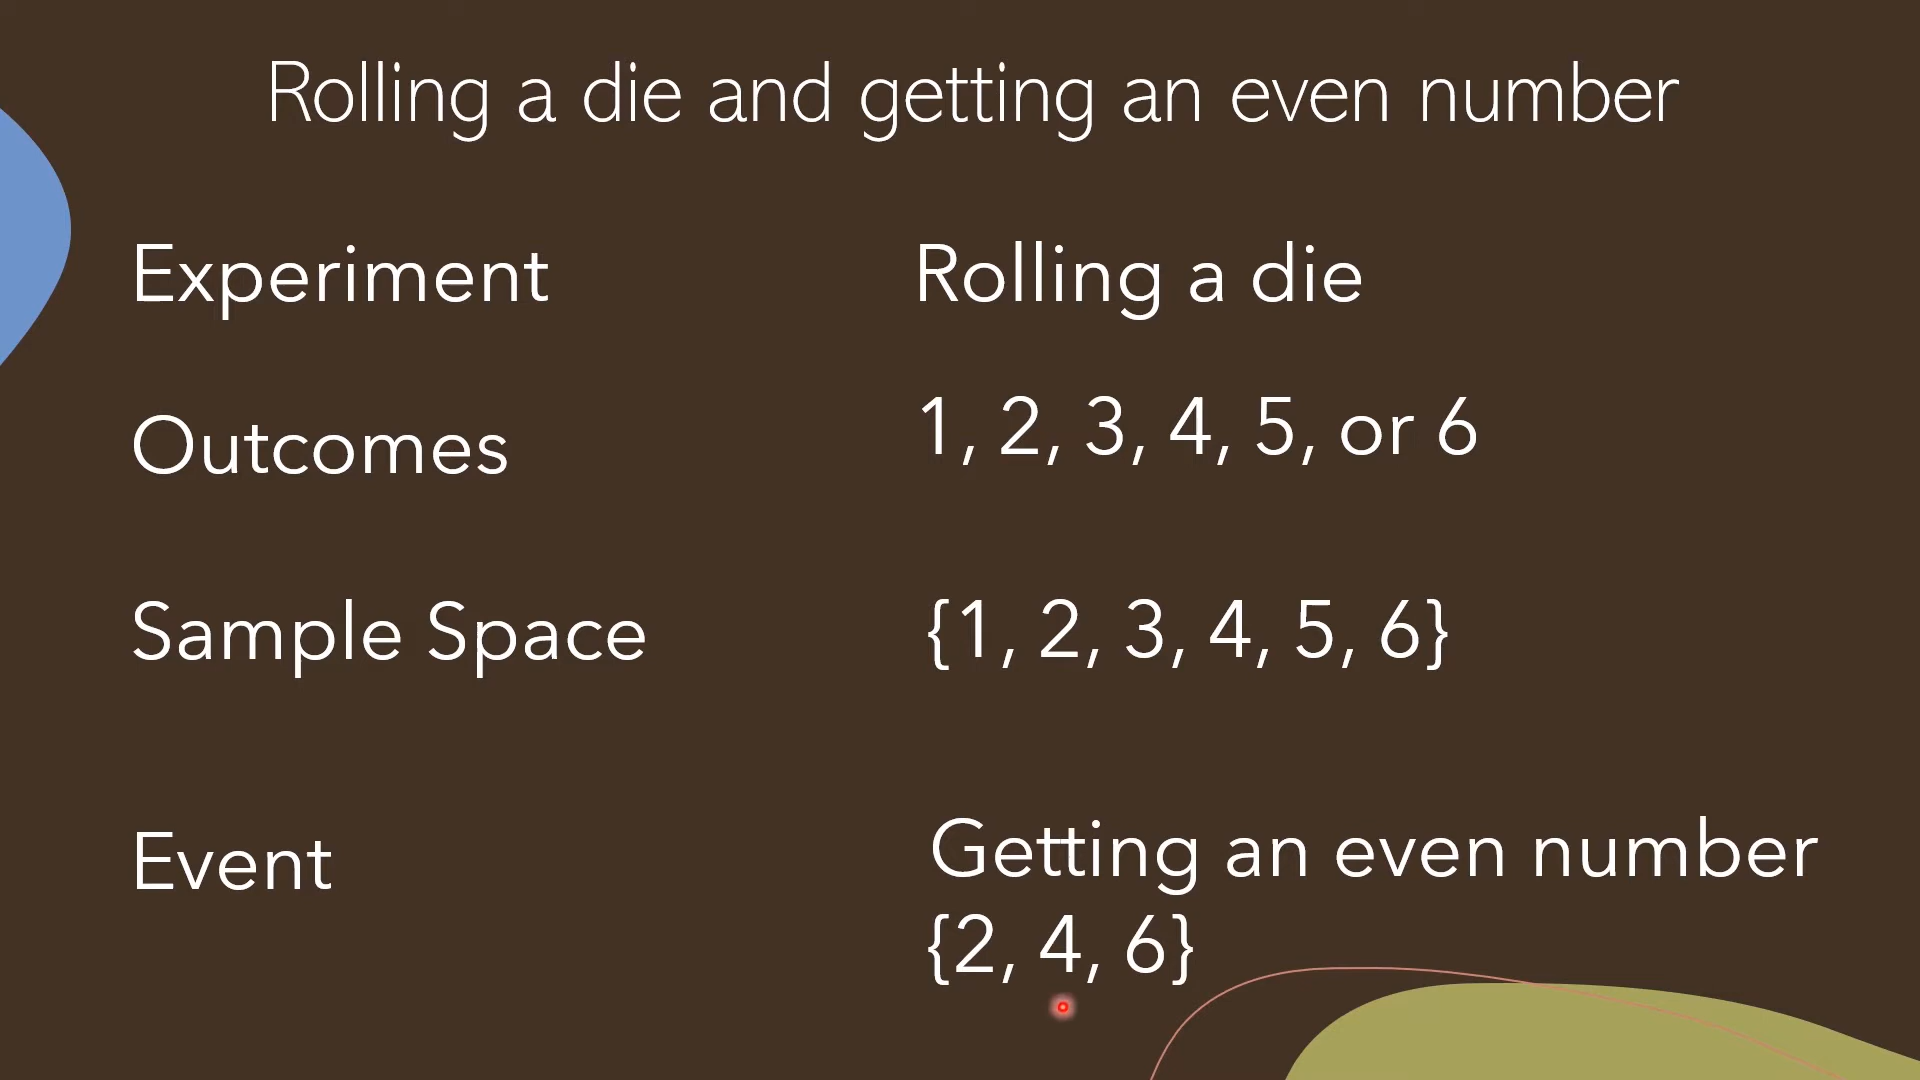 Rolling a die and getting an even number
Experiment
Rolling a die
Outcomes
1, 2, 3, 4, 5, or 6
Sample Space
{1, 2, 3, 4, 5, 6}
Event
Getting an even number
{2, 4, 6}